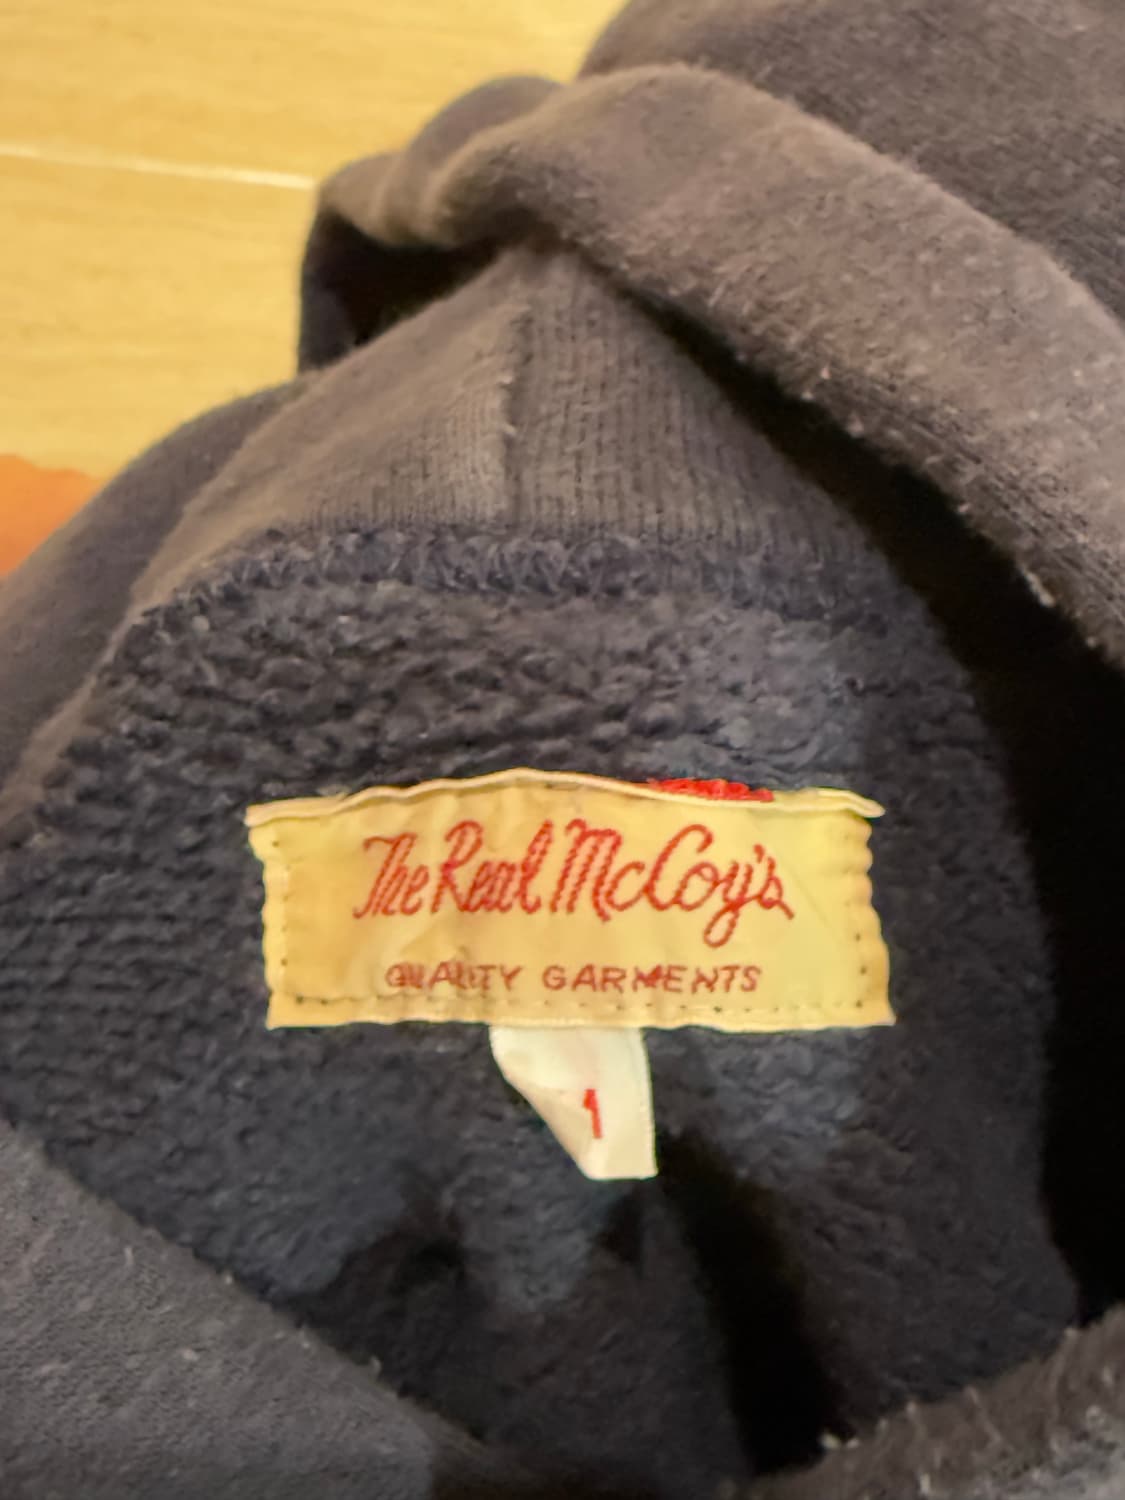 The Real McCoy's
QUALITY GARMENTS
1